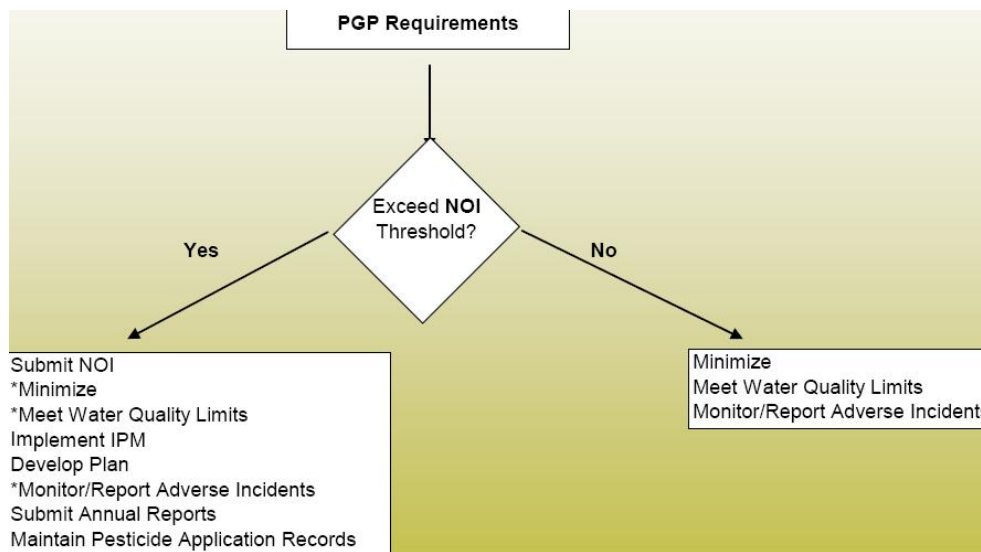 PGP Requirements
Exceed NOI
Threshold?
Yes
No
Submit NOI
*Minimize
*Meet Water Quality Limits
Implement IPM
Develop Plan
*Monitor/Report Adverse Incidents
Submit Annual Reports
Maintain Pesticide Application Records
Minimize
Meet Water Quality Limits
Monitor/Report Adverse Incident